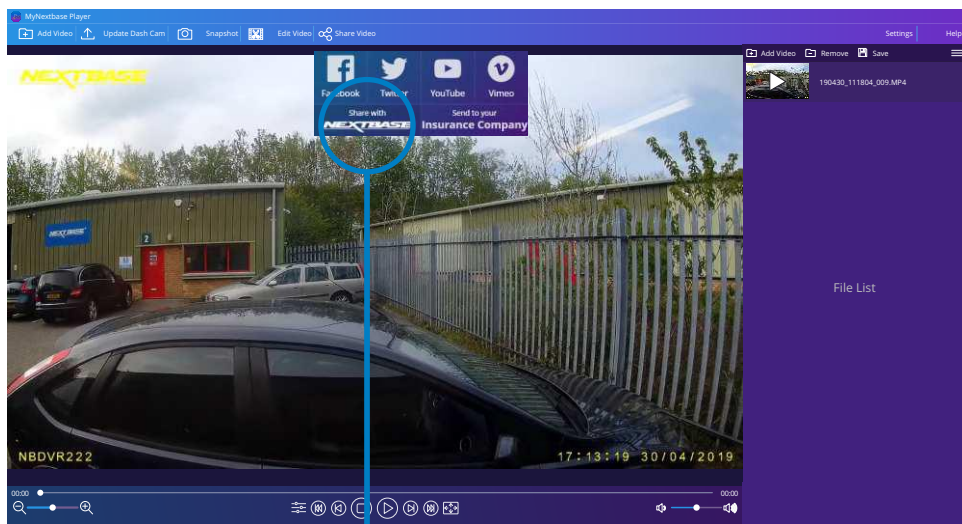 MyNextbase Player
Add Video Update Dash Cam Snapshot Edit Video Share Video Settings Help
Add Video Remove Save
190430_111804_009.MP4
NEXTBASE
Facebook Twitter YouTube Vimeo
Share with
NEXTBASE
Send to your
Insurance Company
NEXTBASE
2
File List
NBDVR222 17:13:19 30/04/2019
00:00 00:00